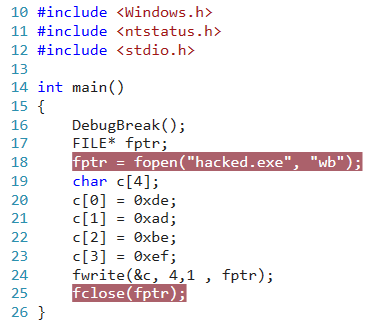 10 #include <Windows.h>
11 #include <ntstatus.h>
12 #include <stdio.h>
13
14 int main()
15 {
16     DebugBreak();
17     FILE* fptr;
18     fptr = fopen("hacked.exe", "wb");
19     char c[4];
20     c[0] = 0xde;
21     c[1] = 0xad;
22     c[2] = 0xbe;
23     c[3] = 0xef;
24     fwrite(&c, 4,1 , fptr);
25     fclose(fptr);
26 }